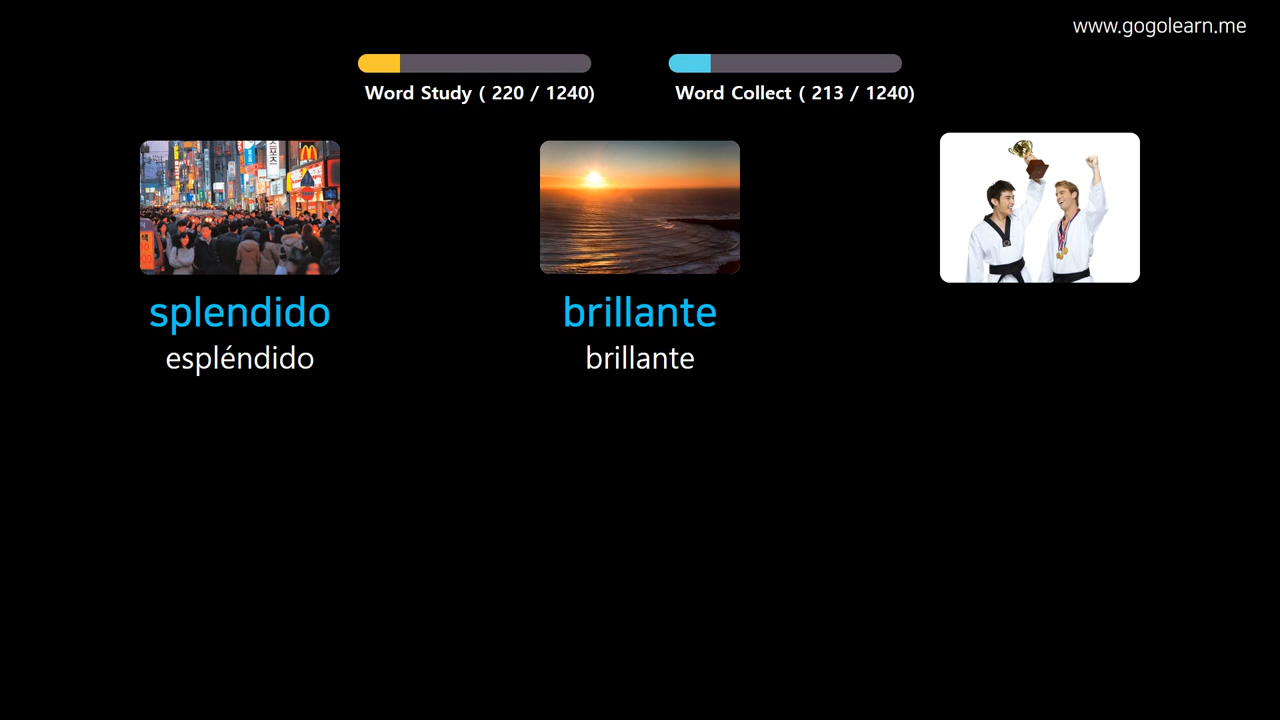 www.gogolearn.me
Word Study ( 220 / 1240)
Word Collect ( 213 / 1240)
splendido
espléndido
brillante
brillante